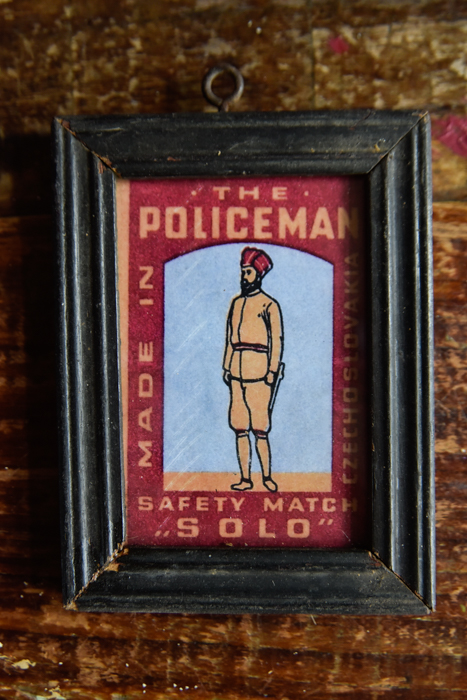 · THE ·
POLICEMAN
MADE IN
CZECHOSLOVAKIA
SAFETY MATCH
„SOLO”